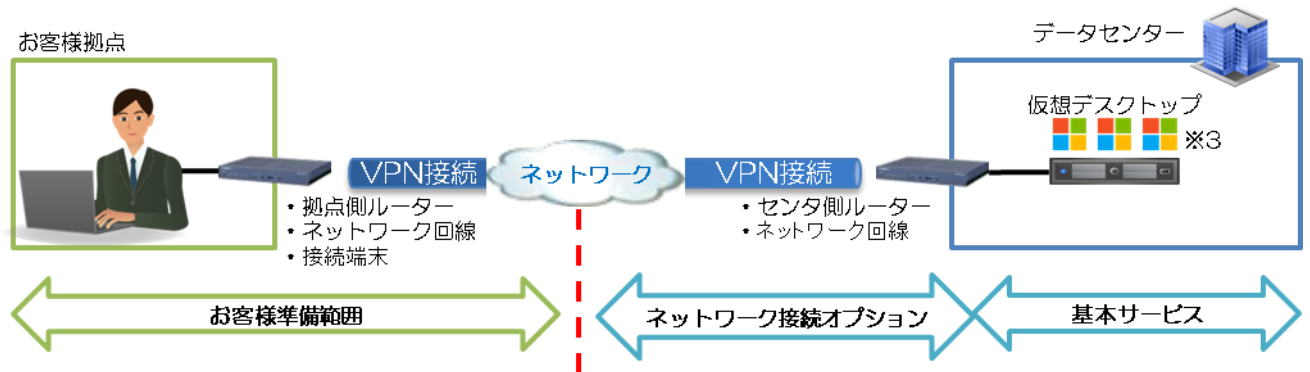 お客様拠点
データセンター
仮想デスクトップ
※3
VPN接続
ネットワーク
VPN接続
・拠点側ルーター
・ネットワーク回線
・接続端末
・センタ側ルーター
・ネットワーク回線
お客様準備範囲
ネットワーク接続オプション
基本サービス